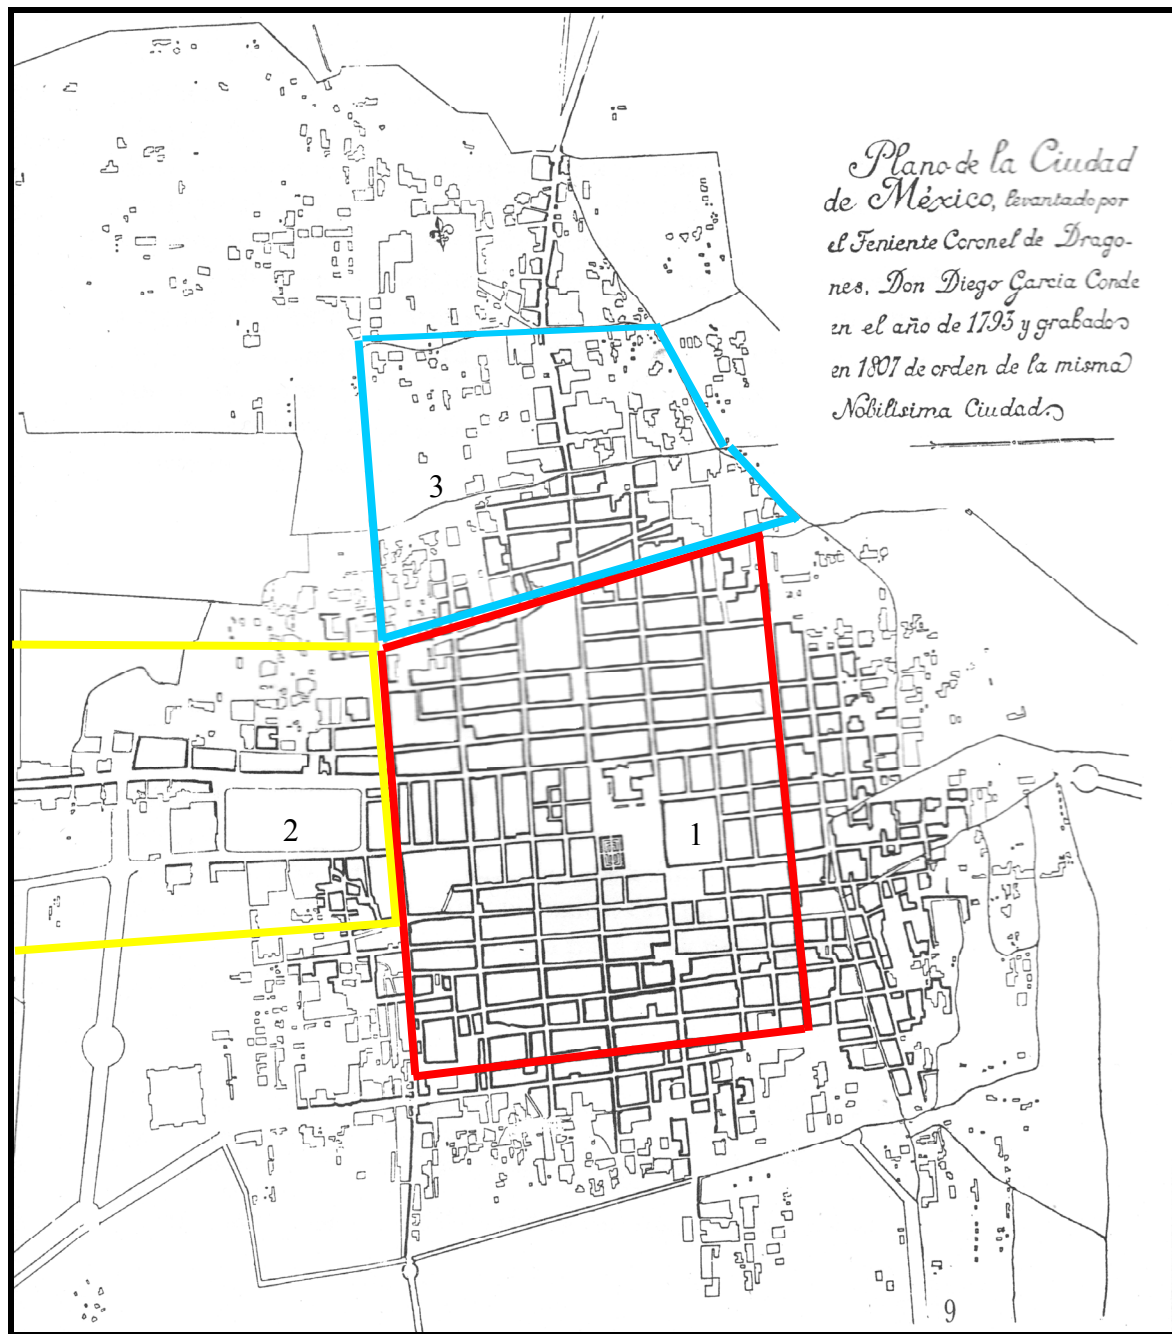 Plano de la Ciudad
de México, levantado por
el Teniente Coronel de Drago-
nes, Don Diego García Conde
en el año de 1793 y grabado
en 1807 de orden de la misma
Nobilísima Ciudad.
3
2
1
9